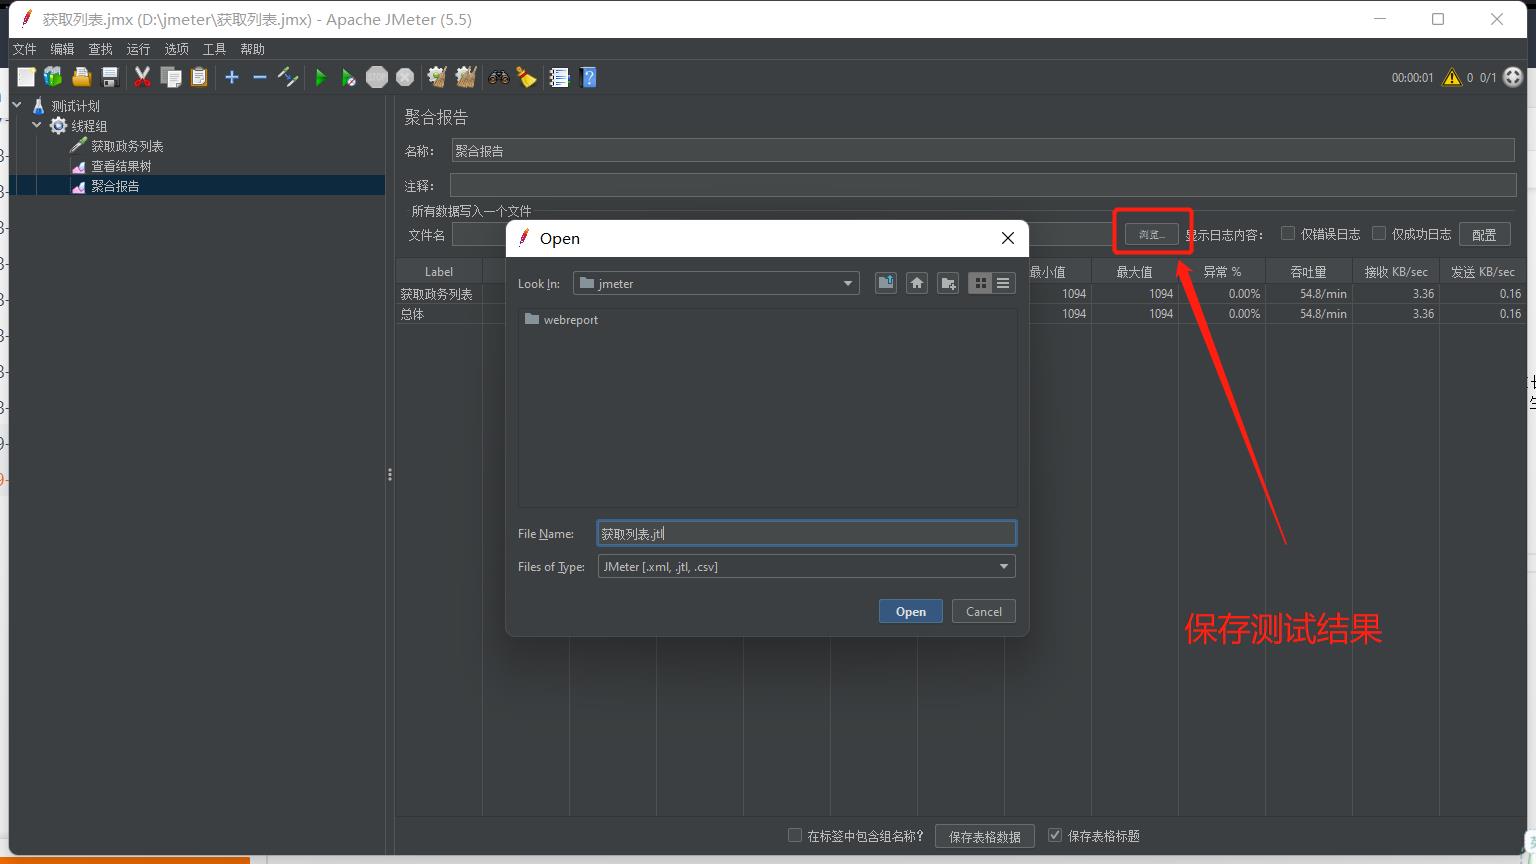 获取列表.jmx (D:\jmeter\获取列表.jmx) - Apache JMeter (5.5)
文件 编辑 查找 运行 选项 工具 帮助
STOP
00:00:01 0 0/1
测试计划
线程组
获取政务列表
查看结果树
聚合报告
聚合报告
名称: 聚合报告
注释:
所有数据写入一个文件
文件名 浏览... 显示日志内容: 仅错误日志 仅成功日志 配置
Label 最小值 最大值 异常 % 吞吐量 接收 KB/sec 发送 KB/sec
获取政务列表 1094 1094 0.00% 54.8/min 3.36 0.16
总体 1094 1094 0.00% 54.8/min 3.36 0.16
Open
Look In: jmeter
webreport
File Name: 获取列表.jtl
Files of Type: JMeter [.xml, .jtl, .csv]
Open Cancel
保存测试结果
在标签中包含组名称? 保存表格数据 保存表格标题